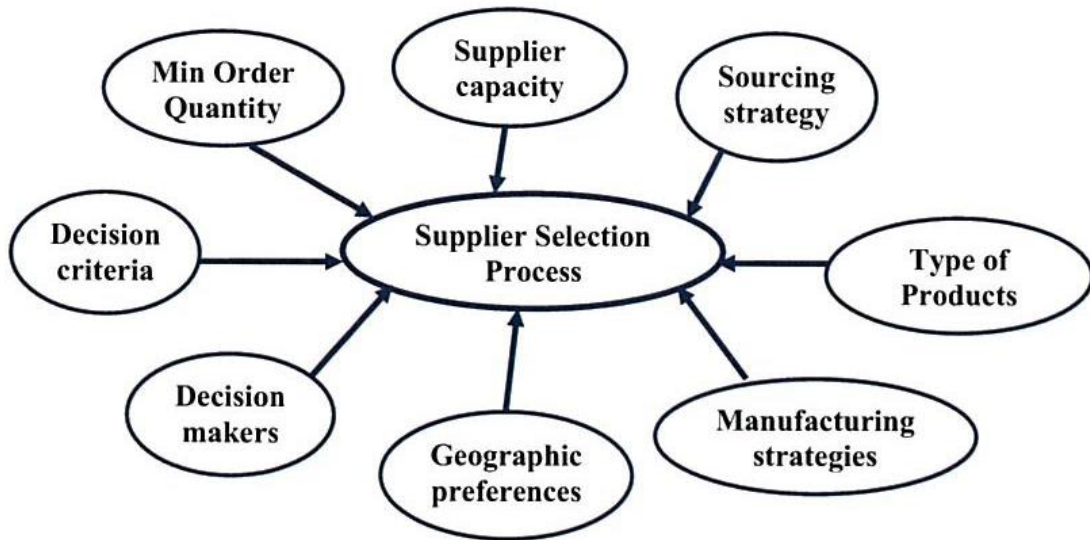 Min Order
Quantity
Supplier
capacity
Sourcing
strategy
Decision
criteria
Supplier Selection
Process
Type of
Products
Decision
makers
Geographic
preferences
Manufacturing
strategies